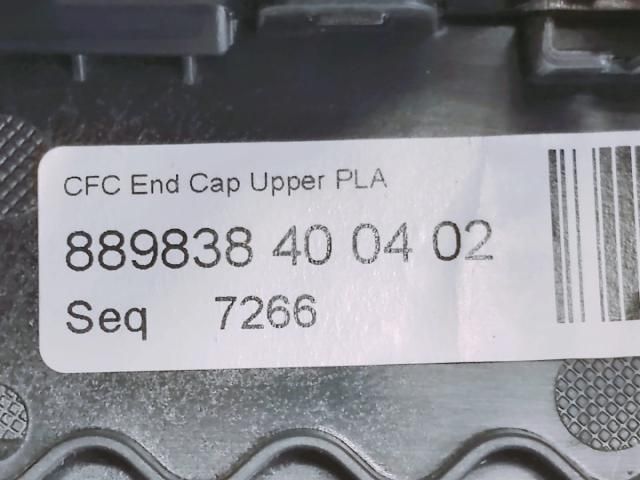 CFC End Cap Upper PLA
889838 40 04 02
Seq 7266